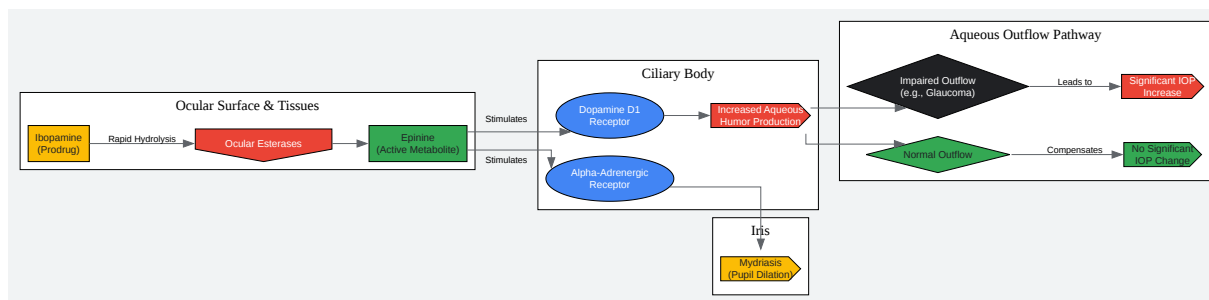 Ocular Surface & Tissues
Ibopamine
(Prodrug)
Rapid Hydrolysis
Ocular Esterases
Epinine
(Active Metabolite)
Stimulates
Stimulates
Ciliary Body
Dopamine D1
Receptor
Alpha-Adrenergic
Receptor
Increased Aqueous
Humor Production
Iris
Mydriasis
(Pupil Dilation)
Aqueous Outflow Pathway
Impaired Outflow
(e.g., Glaucoma)
Leads to
Significant IOP
Increase
Normal Outflow
Compensates
No Significant
IOP Change